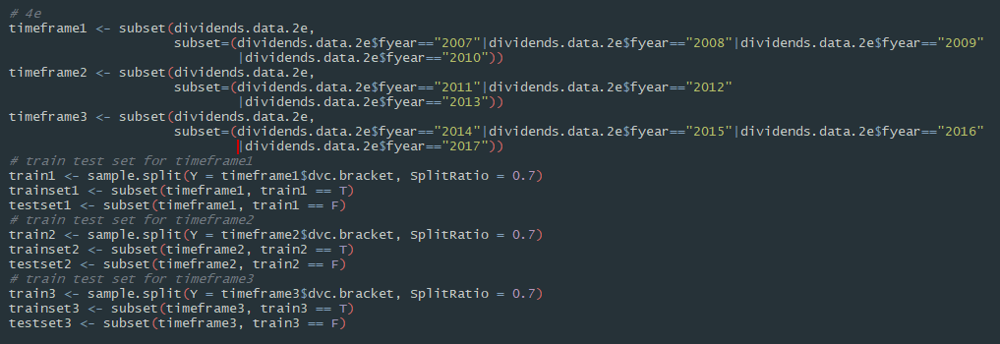 # 4e
timeframe1 <- subset(dividends.data.2e,
                     subset=(dividends.data.2e$fyear=="2007"|dividends.data.2e$fyear=="2008"|dividends.data.2e$fyear=="2009"
                             |dividends.data.2e$fyear=="2010"))
timeframe2 <- subset(dividends.data.2e,
                     subset=(dividends.data.2e$fyear=="2011"|dividends.data.2e$fyear=="2012"
                             |dividends.data.2e$fyear=="2013"))
timeframe3 <- subset(dividends.data.2e,
                     subset=(dividends.data.2e$fyear=="2014"|dividends.data.2e$fyear=="2015"|dividends.data.2e$fyear=="2016"
                             |dividends.data.2e$fyear=="2017"))
# train test set for timeframe1
train1 <- sample.split(Y = timeframe1$dvc.bracket, SplitRatio = 0.7)
trainset1 <- subset(timeframe1, train1 == T)
testset1 <- subset(timeframe1, train1 == F)
# train test set for timeframe2
train2 <- sample.split(Y = timeframe2$dvc.bracket, SplitRatio = 0.7)
trainset2 <- subset(timeframe2, train2 == T)
testset2 <- subset(timeframe2, train2 == F)
# train test set for timeframe3
train3 <- sample.split(Y = timeframe3$dvc.bracket, SplitRatio = 0.7)
trainset3 <- subset(timeframe3, train3 == T)
testset3 <- subset(timeframe3, train3 == F)